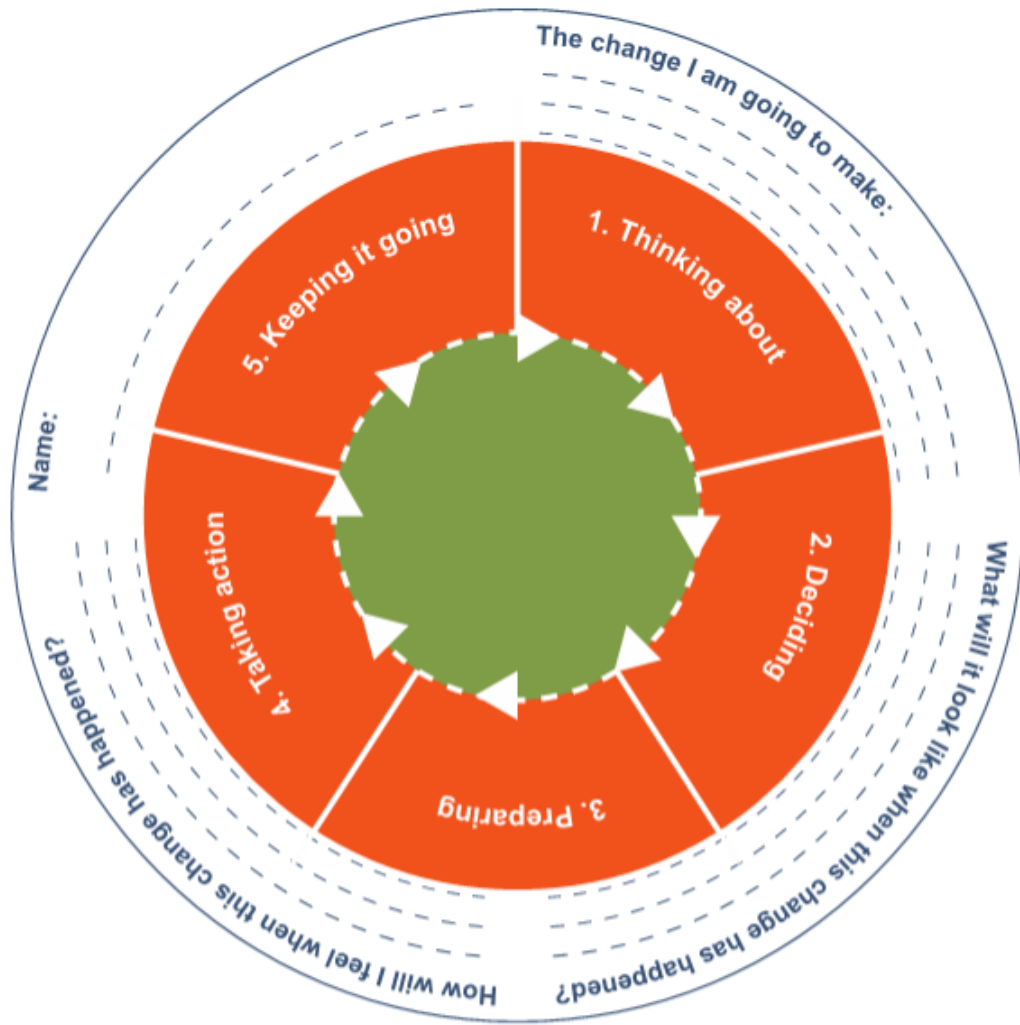 The change I am going to make:
What will it look like when this change has happened?
How will I feel when this change has happened?
Name:
1. Thinking about
2. Deciding
3. Preparing
4. Taking action
5. Keeping it going